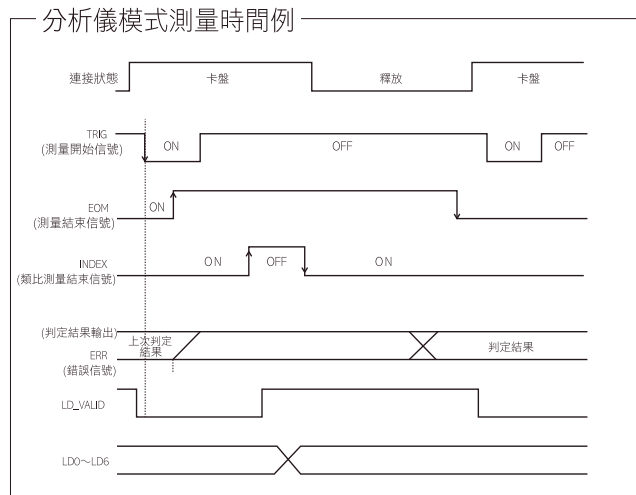 分析儀模式測量時間例
連接狀態 卡盤 釋放 卡盤
TRIG ON OFF ON OFF
(測量開始信號)
EOM ON
(測量結束信號)
INDEX ON OFF ON
(類比測量結束信號)
(判定結果輸出) 上次判定
結果 判定結果
ERR
(錯誤信號)
LD_VALID
LD0～LD6